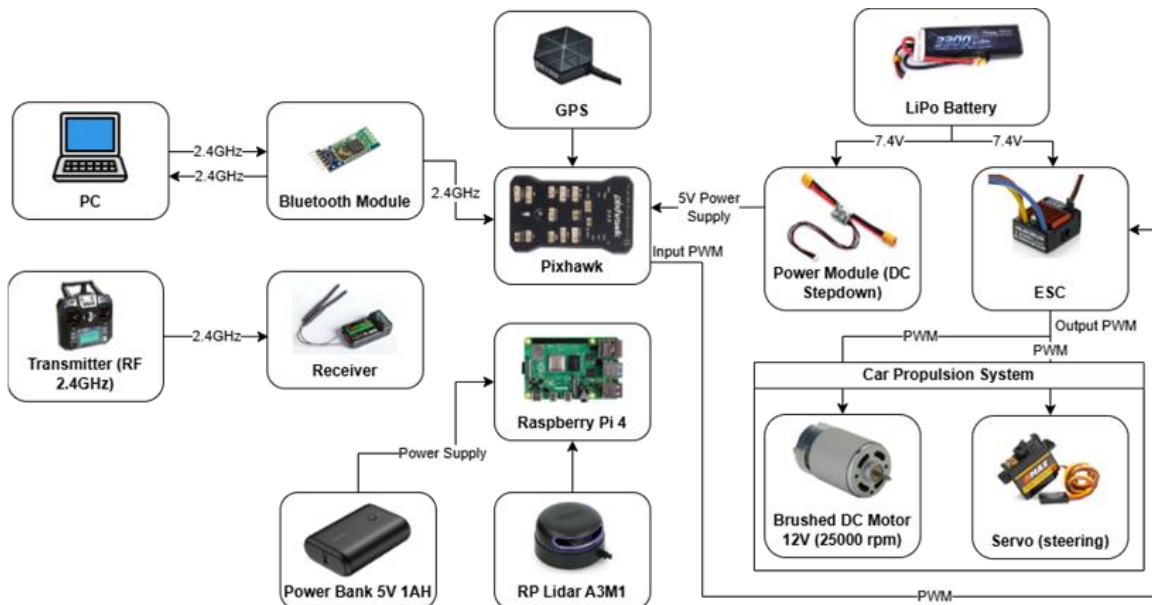 GPS
LiPo Battery
7.4V
7.4V
2.4GHz
2.4GHz
PC
Bluetooth Module
2.4GHz
Pixhawk
5V Power
Supply
Input PWM
Power Module (DC
Stepdown)
ESC
Transmitter (RF
2.4GHz)
2.4GHz
Receiver
Raspberry Pi 4
Output PWM
PWM
PWM
Car Propulsion System
Brushed DC Motor
12V (25000 rpm)
Servo (steering)
Power Supply
Power Bank 5V 1AH
RP Lidar A3M1
PWM
2200
pixhawk